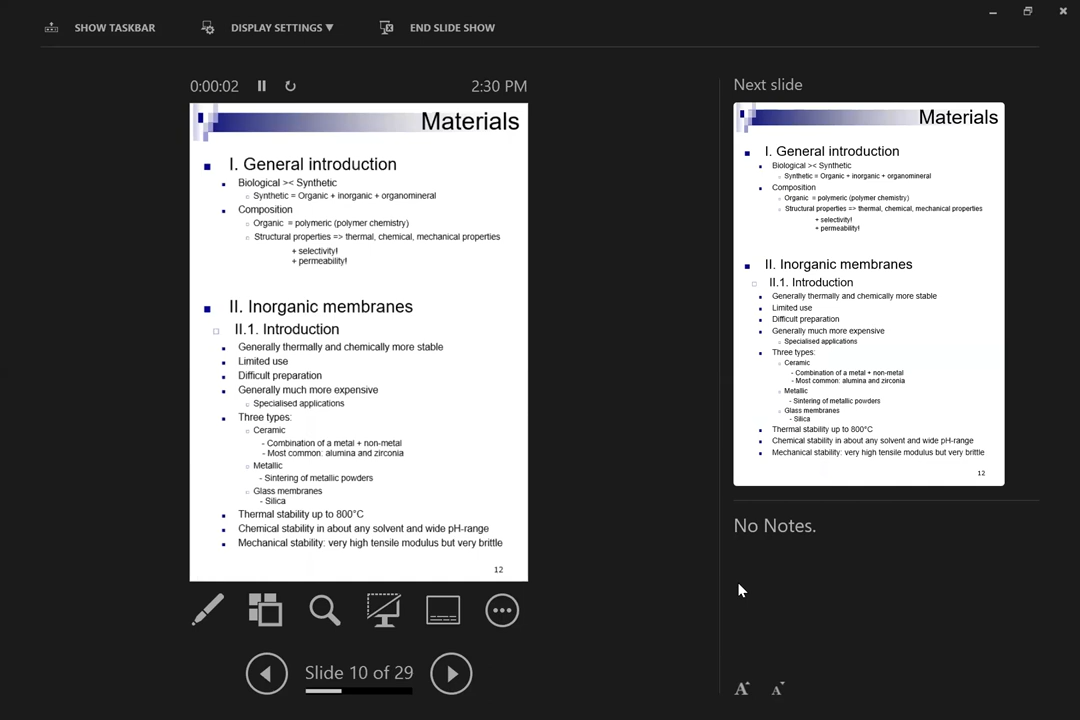 SHOW TASKBAR
DISPLAY SETTINGS ▼
END SLIDE SHOW
0:00:02
2:30 PM
Materials
I. General introduction
Biological >< Synthetic
Synthetic = Organic + inorganic + organomineral
Composition
Organic = polymeric (polymer chemistry)
Structural properties => thermal, chemical, mechanical properties
+ selectivity!
+ permeability!
II. Inorganic membranes
II.1. Introduction
Generally thermally and chemically more stable
Limited use
Difficult preparation
Generally much more expensive
Specialised applications
Three types:
Ceramic
- Combination of a metal + non-metal
- Most common: alumina and zirconia
Metallic
- Sintering of metallic powders
Glass membranes
- Silica
Thermal stability up to 800°C
Chemical stability in about any solvent and wide pH-range
Mechanical stability: very high tensile modulus but very brittle
12
Slide 10 of 29
Next slide
Materials
I. General introduction
Biological >< Synthetic
Synthetic = Organic + inorganic + organomineral
Composition
Organic = polymeric (polymer chemistry)
Structural properties => thermal, chemical, mechanical properties
+ selectivity!
+ permeability!
II. Inorganic membranes
II.1. Introduction
Generally thermally and chemically more stable
Limited use
Difficult preparation
Generally much more expensive
Specialised applications
Three types:
Ceramic
- Combination of a metal + non-metal
- Most common: alumina and zirconia
Metallic
- Sintering of metallic powders
Glass membranes
- Silica
Thermal stability up to 800°C
Chemical stability in about any solvent and wide pH-range
Mechanical stability: very high tensile modulus but very brittle
12
No Notes.
A A